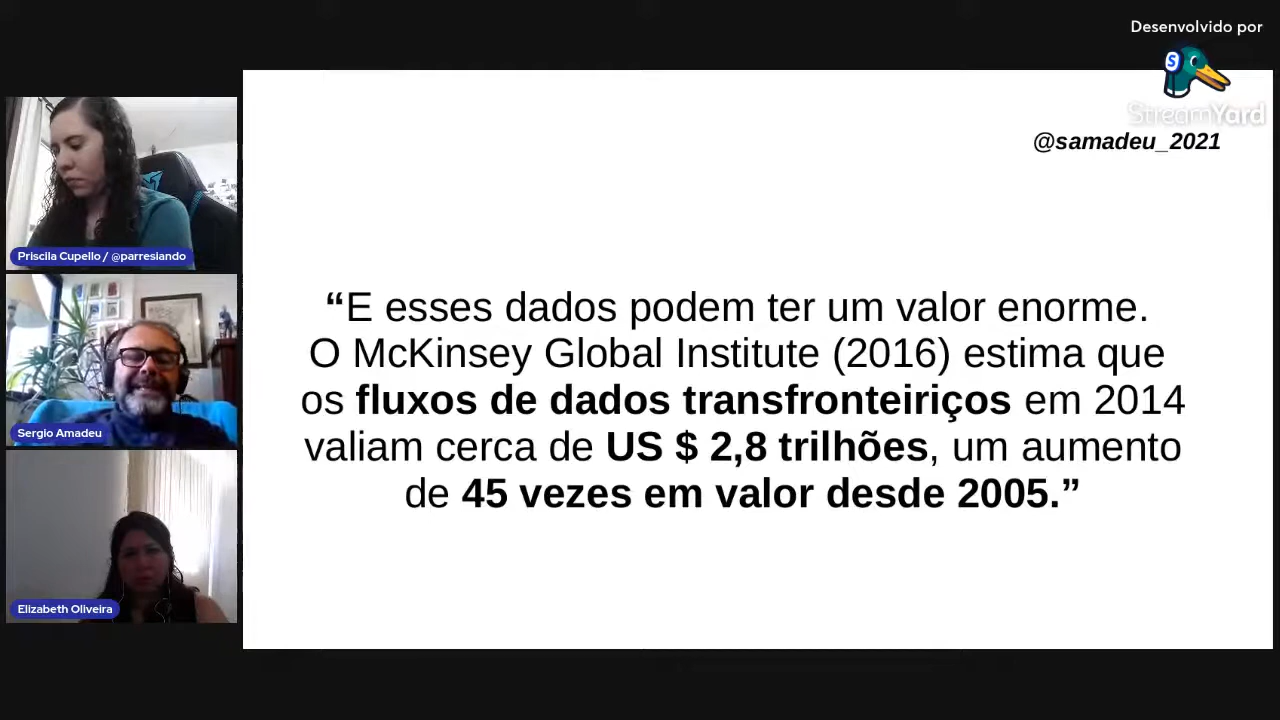 Desenvolvido por
StreamYard
@samadeu_2021
Priscila Cupello / @parresiando
Sergio Amadeu
Elizabeth Oliveira
“E esses dados podem ter um valor enorme.
O McKinsey Global Institute (2016) estima que
os fluxos de dados transfronteiriços em 2014
valiam cerca de US $ 2,8 trilhões, um aumento
de 45 vezes em valor desde 2005.”